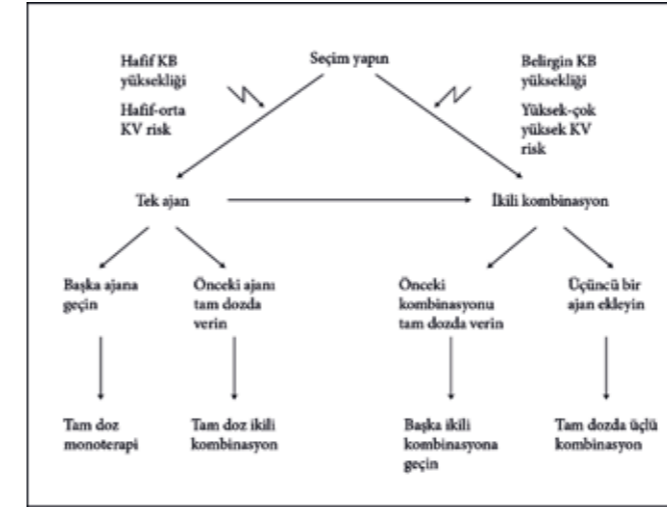 Seçim yapın
Hafif KB
yüksekliği
Hafif-orta
KV risk
Belirgin KB
yüksekliği
Yüksek-çok
yüksek KV
risk
Tek ajan
İkili kombinasyon
Başka ajana
geçin
Önceki ajanı
tam dozda
verin
Önceki
kombinasyonu
tam dozda verin
Üçüncü bir
ajan ekleyin
Tam doz
monoterapi
Tam doz ikili
kombinasyon
Başka ikili
kombinasyona
geçin
Tam dozda üçlü
kombinasyon